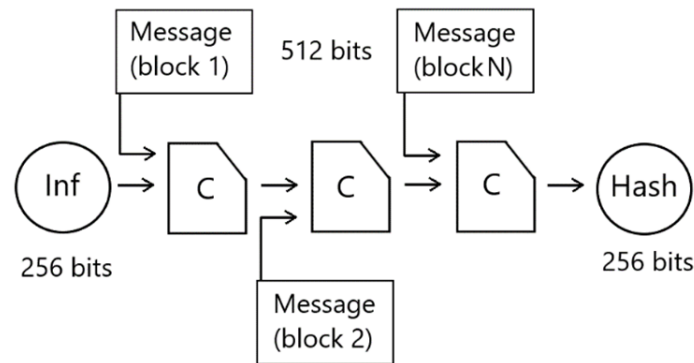 Message
(block 1)
512 bits
Message
(block N)
Inf
C
C
C
Hash
256 bits
256 bits
Message
(block 2)